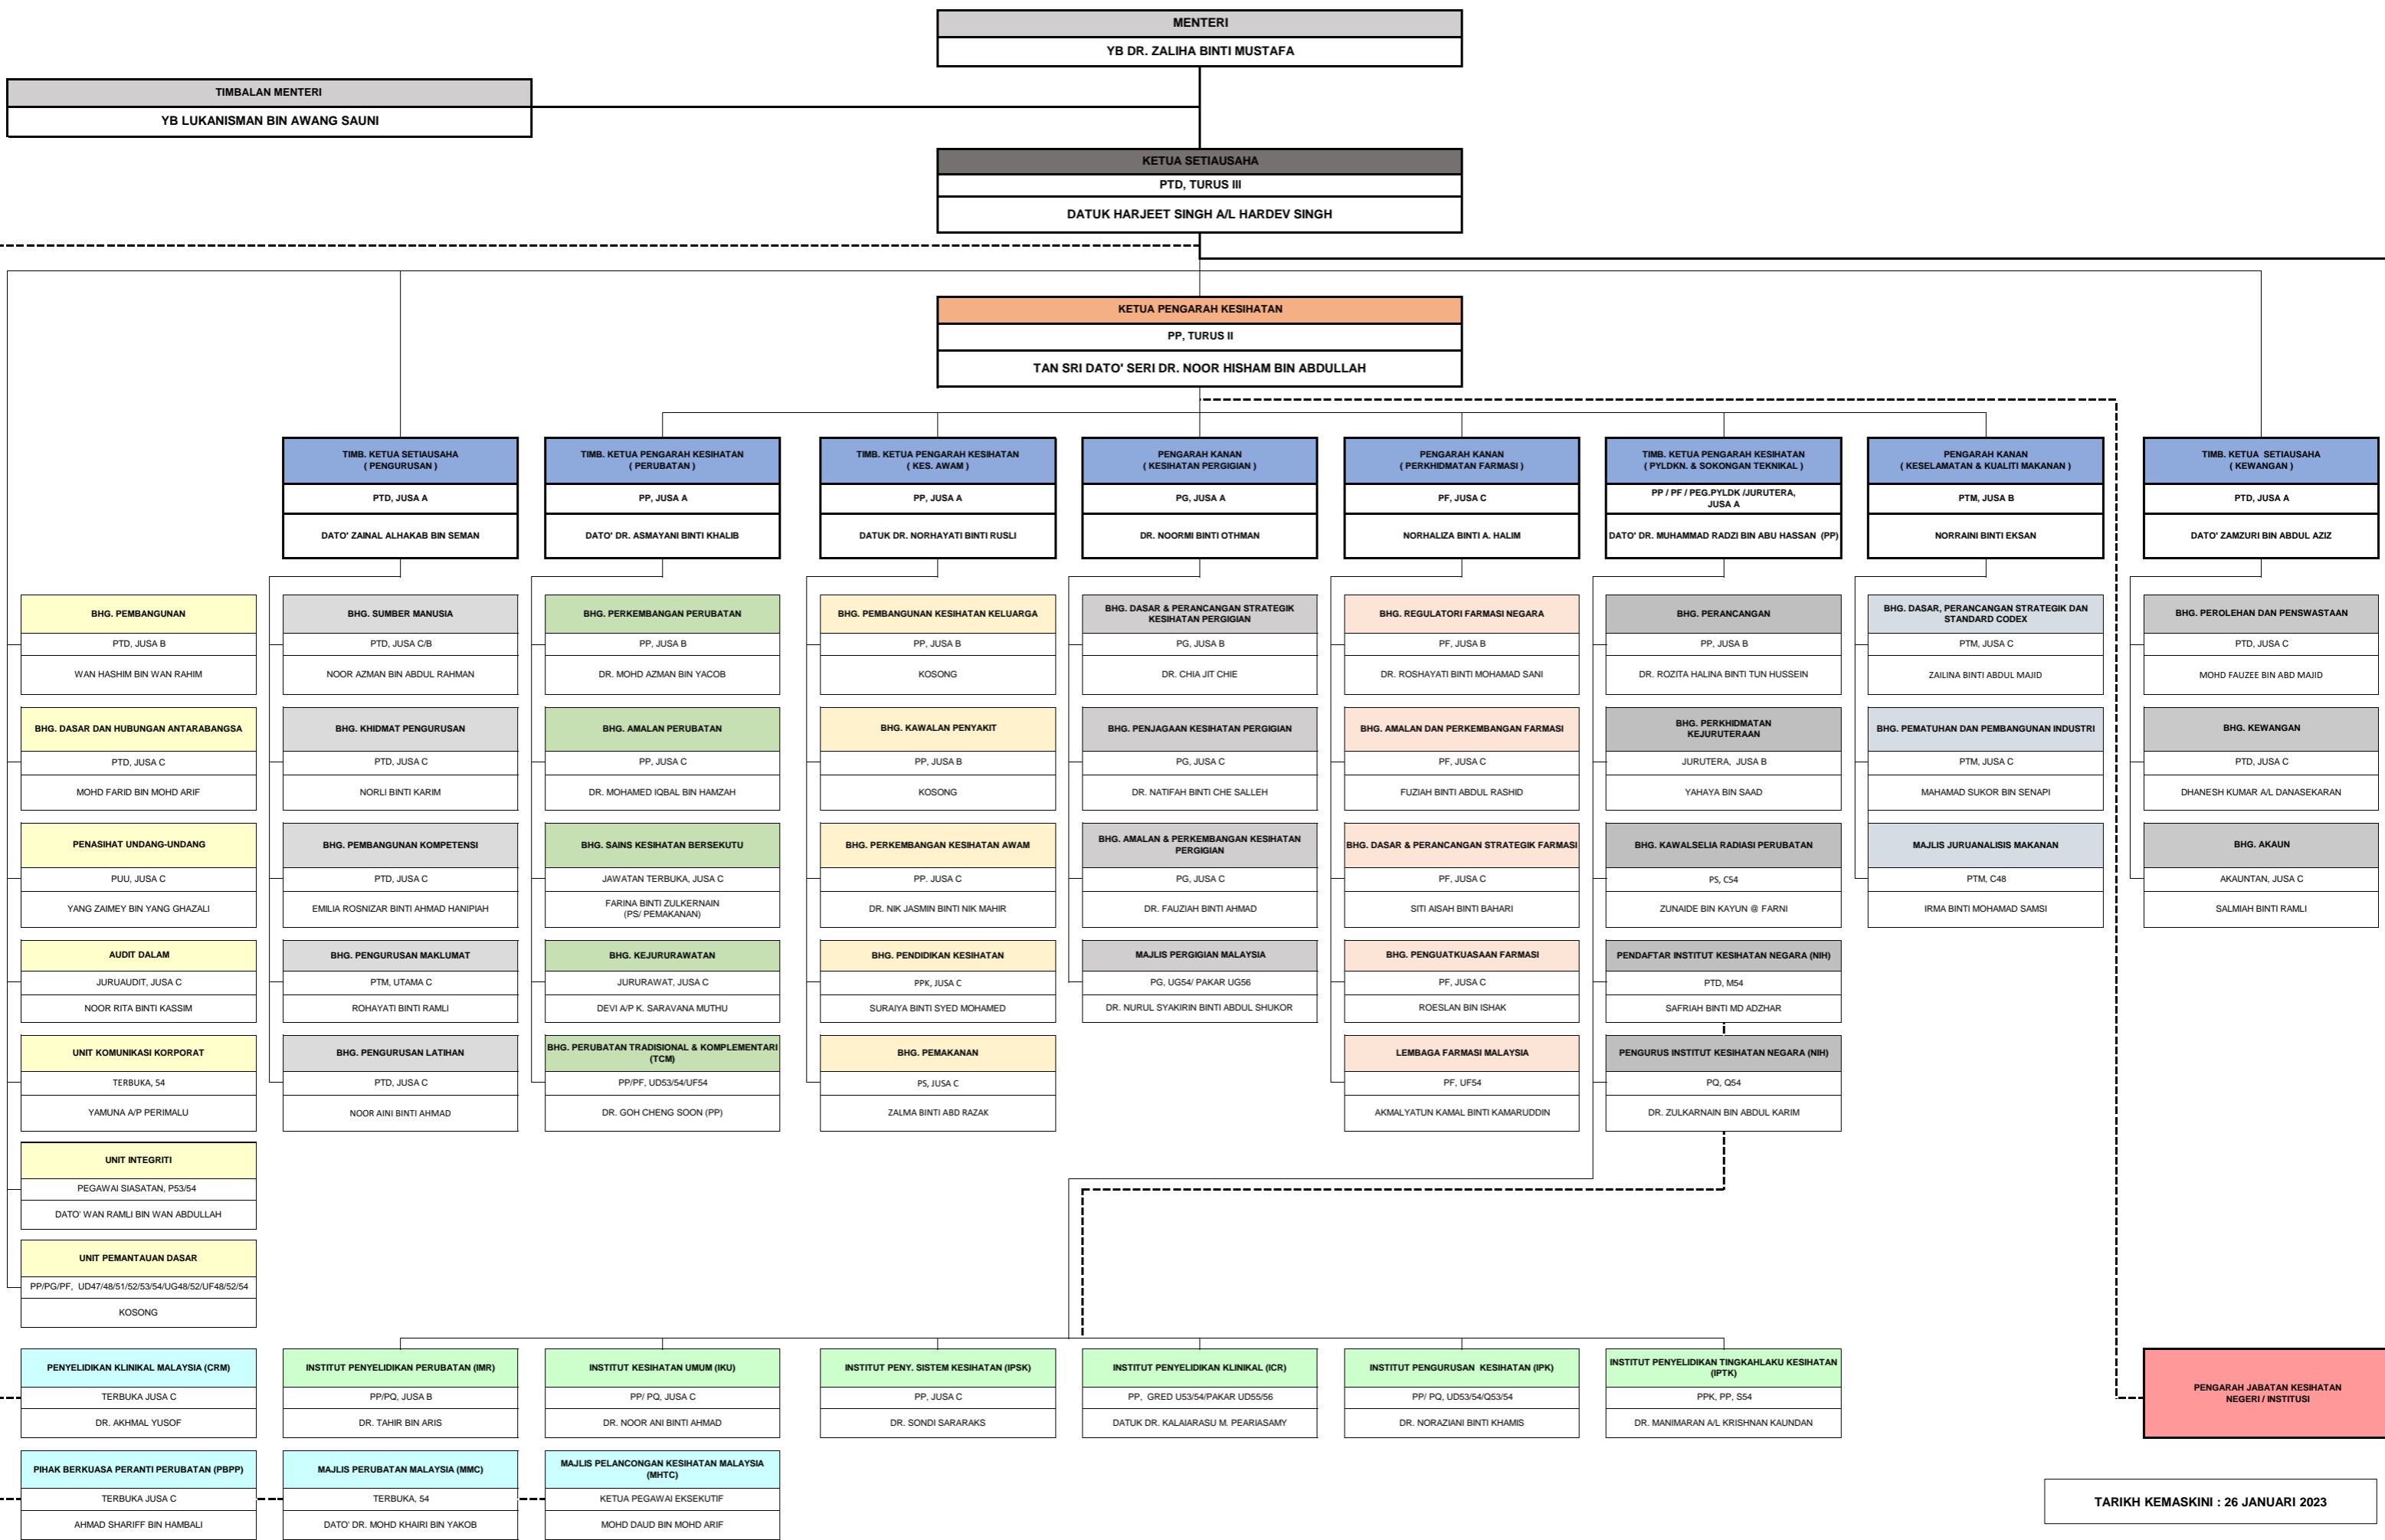 MENTERI
YB DR. ZALIHA BINTI MUSTAFA
TIMBALAN MENTERI
YB LUKANISMAN BIN AWANG SAUNI
KETUA SETIAUSAHA
PTD, TURUS III
DATUK HARJEET SINGH A/L HARDEV SINGH
KETUA PENGARAH KESIHATAN
PP, TURUS II
TAN SRI DATO' SERI DR. NOOR HISHAM BIN ABDULLAH
TIMB. KETUA SETIAUSAHA
( PENGURUSAN )
PTD, JUSA A
DATO' ZAINAL ALHAKAB BIN SEMAN
TIMB. KETUA PENGARAH KESIHATAN
( PERUBATAN )
PP, JUSA A
DATO' DR. ASMAYANI BINTI KHALIB
TIMB. KETUA PENGARAH KESIHATAN
( KES. AWAM )
PP, JUSA A
DATUK DR. NORHAYATI BINTI RUSLI
PENGARAH KANAN
( KESIHATAN PERGIGIAN )
PG, JUSA A
DR. NOORMI BINTI OTHMAN
PENGARAH KANAN
( PERKHIDMATAN FARMASI )
PF, JUSA C
NORHALIZA BINTI A. HALIM
TIMB. KETUA PENGARAH KESIHATAN
( PYLDKN. & SOKONGAN TEKNIKAL )
PP / PF / PEG.PYLDK /JURUTERA,
JUSA A
DATO' DR. MUHAMMAD RADZI BIN ABU HASSAN (PP)
PENGARAH KANAN
( KESELAMATAN & KUALITI MAKANAN )
PTM, JUSA B
NORRAINI BINTI EKSAN
TIMB. KETUA SETIAUSAHA
( KEWANGAN )
PTD, JUSA A
DATO' ZAMZURI BIN ABDUL AZIZ
BHG. PEMBANGUNAN
PTD, JUSA B
WAN HASHIM BIN WAN RAHIM
BHG. DASAR DAN HUBUNGAN ANTARABANGSA
PTD, JUSA C
MOHD FARID BIN MOHD ARIF
PENASIHAT UNDANG-UNDANG
PUU, JUSA C
YANG ZAIMEY BIN YANG GHAZALI
AUDIT DALAM
JURUAUDIT, JUSA C
NOOR RITA BINTI KASSIM
UNIT KOMUNIKASI KORPORAT
TERBUKA, 54
YAMUNA A/P PERIMALU
UNIT INTEGRITI
PEGAWAI SIASATAN, P53/54
DATO' WAN RAMLI BIN WAN ABDULLAH
UNIT PEMANTAUAN DASAR
PP/PG/PF, UD47/48/51/52/53/54/UG48/52/UF48/52/54
KOSONG
BHG. SUMBER MANUSIA
PTD, JUSA C/B
NOOR AZMAN BIN ABDUL RAHMAN
BHG. KHIDMAT PENGURUSAN
PTD, JUSA C
NORLI BINTI KARIM
BHG. PEMBANGUNAN KOMPETENSI
PTD, JUSA C
EMILIA ROSNIZAR BINTI AHMAD HANIPIAH
BHG. PENGURUSAN MAKLUMAT
PTM, UTAMA C
ROHAYATI BINTI RAMLI
BHG. PENGURUSAN LATIHAN
PTD, JUSA C
NOOR AINI BINTI AHMAD
BHG. PERKEMBANGAN PERUBATAN
PP, JUSA B
DR. MOHD AZMAN BIN YACOB
BHG. AMALAN PERUBATAN
PP, JUSA C
DR. MOHAMED IQBAL BIN HAMZAH
BHG. SAINS KESIHATAN BERSEKUTU
JAWATAN TERBUKA, JUSA C
FARINA BINTI ZULKERNAIN
(PS/ PEMAKANAN)
BHG. KEJURURAWATAN
JURURAWAT, JUSA C
DEVI A/P K. SARAVANA MUTHU
BHG. PERUBATAN TRADISIONAL & KOMPLEMENTARI
(TCM)
PP/PF, UD53/54/UF54
DR. GOH CHENG SOON (PP)
BHG. PEMBANGUNAN KESIHATAN KELUARGA
PP, JUSA B
KOSONG
BHG. KAWALAN PENYAKIT
PP, JUSA B
KOSONG
BHG. PERKEMBANGAN KESIHATAN AWAM
PP. JUSA C
DR. NIK JASMIN BINTI NIK MAHIR
BHG. PENDIDIKAN KESIHATAN
PPK, JUSA C
SURAIYA BINTI SYED MOHAMED
BHG. PEMAKANAN
PS, JUSA C
ZALMA BINTI ABD RAZAK
BHG. DASAR & PERANCANGAN STRATEGIK
KESIHATAN PERGIGIAN
PG, JUSA B
DR. CHIA JIT CHIE
BHG. PENJAGAAN KESIHATAN PERGIGIAN
PG, JUSA C
DR. NATIFAH BINTI CHE SALLEH
BHG. AMALAN & PERKEMBANGAN KESIHATAN
PERGIGIAN
PG, JUSA C
DR. FAUZIAH BINTI AHMAD
MAJLIS PERGIGIAN MALAYSIA
PG, UG54/ PAKAR UG56
DR. NURUL SYAKIRIN BINTI ABDUL SHUKOR
BHG. REGULATORI FARMASI NEGARA
PF, JUSA B
DR. ROSHAYATI BINTI MOHAMAD SANI
BHG. AMALAN DAN PERKEMBANGAN FARMASI
PF, JUSA C
FUZIAH BINTI ABDUL RASHID
BHG. DASAR & PERANCANGAN STRATEGIK FARMASI
PF, JUSA C
SITI AISAH BINTI BAHARI
BHG. PENGUATKUASAAN FARMASI
PF, JUSA C
ROESLAN BIN ISHAK
LEMBAGA FARMASI MALAYSIA
PF, UF54
AKMALYATUN KAMAL BINTI KAMARUDDIN
BHG. PERANCANGAN
PP, JUSA B
DR. ROZITA HALINA BINTI TUN HUSSEIN
BHG. PERKHIDMATAN
KEJURUTERAAN
JURUTERA, JUSA B
YAHAYA BIN SAAD
BHG. KAWALSELIA RADIASI PERUBATAN
PS, C54
ZUNAIDE BIN KAYUN @ FARNI
PENDAFTAR INSTITUT KESIHATAN NEGARA (NIH)
PTD, M54
SAFRIAH BINTI MD ADZHAR
PENGURUS INSTITUT KESIHATAN NEGARA (NIH)
PQ, Q54
DR. ZULKARNAIN BIN ABDUL KARIM
BHG. DASAR, PERANCANGAN STRATEGIK DAN
STANDARD CODEX
PTM, JUSA C
ZAILINA BINTI ABDUL MAJID
BHG. PEMATUHAN DAN PEMBANGUNAN INDUSTRI
PTM, JUSA C
MAHAMAD SUKOR BIN SENAPI
MAJLIS JURUANALISIS MAKANAN
PTM, C48
IRMA BINTI MOHAMAD SAMSI
BHG. PEROLEHAN DAN PENSWASTAAN
PTD, JUSA C
MOHD FAUZEE BIN ABD MAJID
BHG. KEWANGAN
PTD, JUSA C
DHANESH KUMAR A/L DANASEKARAN
BHG. AKAUN
AKAUNTAN, JUSA C
SALMIAH BINTI RAMLI
PENYELIDIKAN KLINIKAL MALAYSIA (CRM)
TERBUKA JUSA C
DR. AKHMAL YUSOF
INSTITUT PENYELIDIKAN PERUBATAN (IMR)
PP/PQ, JUSA B
DR. TAHIR BIN ARIS
INSTITUT KESIHATAN UMUM (IKU)
PP/ PQ, JUSA C
DR. NOOR ANI BINTI AHMAD
INSTITUT PENY. SISTEM KESIHATAN (IPSK)
PP, JUSA C
DR. SONDI SARARAKS
INSTITUT PENYELIDIKAN KLINIKAL (ICR)
PP, GRED U53/54/PAKAR UD55/56
DATUK DR. KALAIARASU M. PEARIASAMY
INSTITUT PENGURUSAN KESIHATAN (IPK)
PP/ PQ, UD53/54/Q53/54
DR. NORAZIANI BINTI KHAMIS
INSTITUT PENYELIDIKAN TINGKAHLAKU KESIHATAN
(IPTK)
PPK, PP, S54
DR. MANIMARAN A/L KRISHNAN KAUNDAN
PENGARAH JABATAN KESIHATAN
NEGERI / INSTITUSI
PIHAK BERKUASA PERANTI PERUBATAN (PBPP)
TERBUKA JUSA C
AHMAD SHARIFF BIN HAMBALI
MAJLIS PERUBATAN MALAYSIA (MMC)
TERBUKA, 54
DATO' DR. MOHD KHAIRI BIN YAKOB
MAJLIS PELANCONGAN KESIHATAN MALAYSIA
(MHTC)
KETUA PEGAWAI EKSEKUTIF
MOHD DAUD BIN MOHD ARIF
TARIKH KEMASKINI : 26 JANUARI 2023